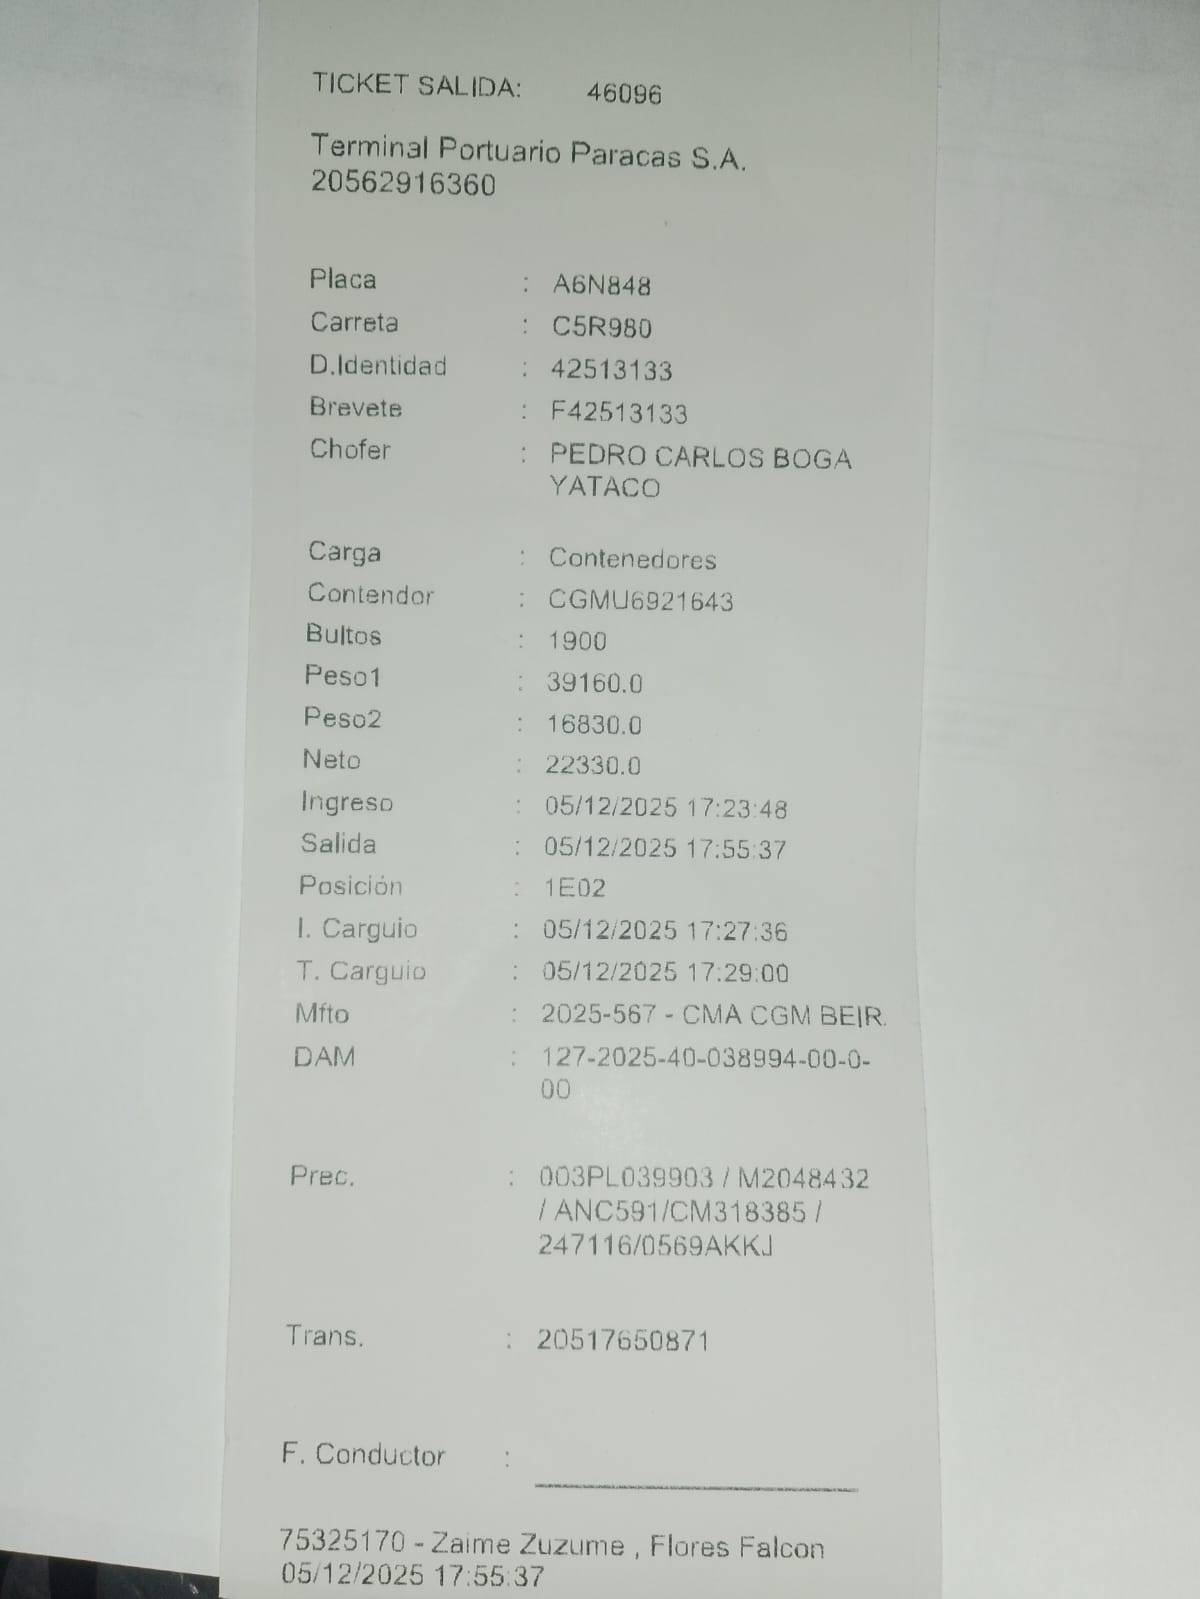 TICKET SALIDA: 46096
Terminal Portuario Paracas S.A.
20562916360
Placa : A6N848
Carreta : C5R980
D.Identidad : 42513133
Brevete : F42513133
Chofer : PEDRO CARLOS BOGA
YATACO
Carga : Contenedores
Contendor : CGMU6921643
Bultos : 1900
Peso1 : 39160.0
Peso2 : 16830.0
Neto : 22330.0
Ingreso : 05/12/2025 17:23:48
Salida : 05/12/2025 17:55:37
Posición : 1E02
I. Carguio : 05/12/2025 17:27:36
T. Carguio : 05/12/2025 17:29:00
Mfto : 2025-567 - CMA CGM BEIR.
DAM : 127-2025-40-038994-00-0-
00
Prec. : 003PL039903 / M2048432
/ ANC591/CM318385 /
247116/0569AKKJ
Trans. : 20517650871
F. Conductor :
75325170 - Zaime Zuzume , Flores Falcon
05/12/2025 17:55:37